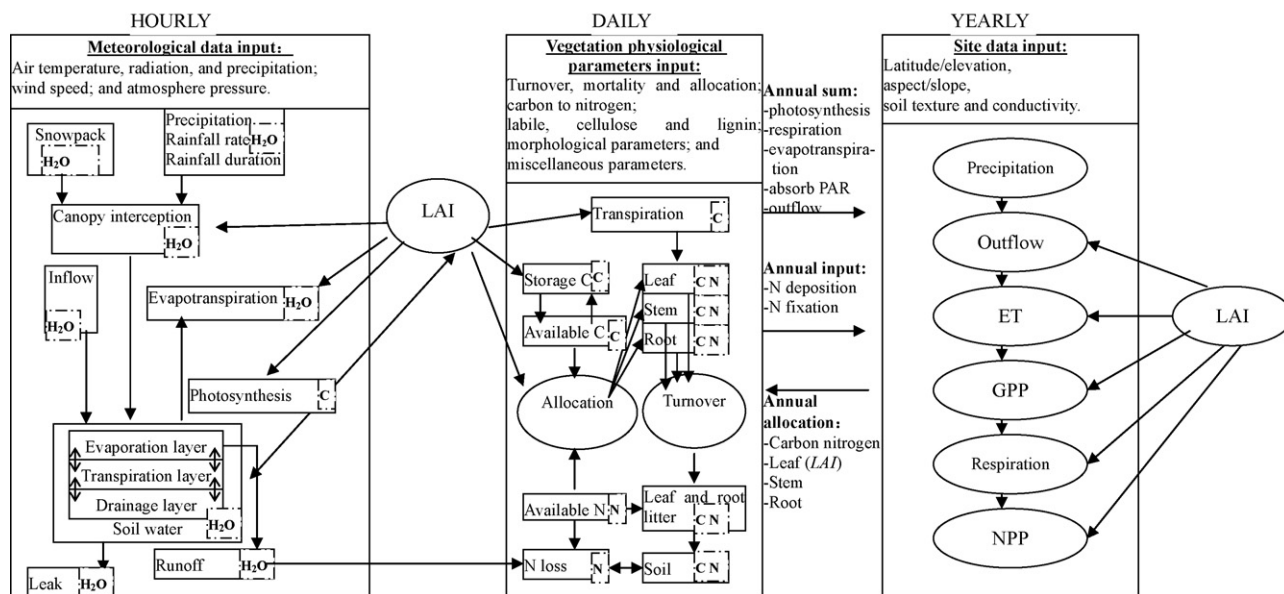 HOURLY
Meteorological data input:
Air temperature, radiation, and precipitation;
wind speed; and atmosphere pressure.
Snowpack
H₂O
Precipitation
Rainfall rate
Rainfall duration
H₂O
Canopy interception
H₂O
Inflow
H₂O
Evapotranspiration
H₂O
Photosynthesis
C
Evaporation layer
Transpiration layer
Drainage layer
Soil water
H₂O
Leak
H₂O
Runoff
H₂O
LAI
DAILY
Vegetation physiological
parameters input:
Turnover, mortality and allocation;
carbon to nitrogen;
labile, cellulose and lignin;
morphological parameters; and
miscellaneous parameters.
Transpiration
C
Storage C
C
Available C
C
Leaf
C N
Stem
C N
Root
C N
Allocation
Turnover
Available N
N
Leaf and root
litter
C N
N loss
N
Soil
C N
Annual sum:
-photosynthesis
-respiration
-evapotranspira-
tion
-absorb PAR
-outflow
Annual input:
-N deposition
-N fixation
Annual
allocation:
-Carbon nitrogen
-Leaf (LAI)
-Stem
-Root
YEARLY
Site data input:
Latitude/elevation,
aspect/slope,
soil texture and conductivity.
Precipitation
Outflow
ET
GPP
Respiration
NPP
LAI